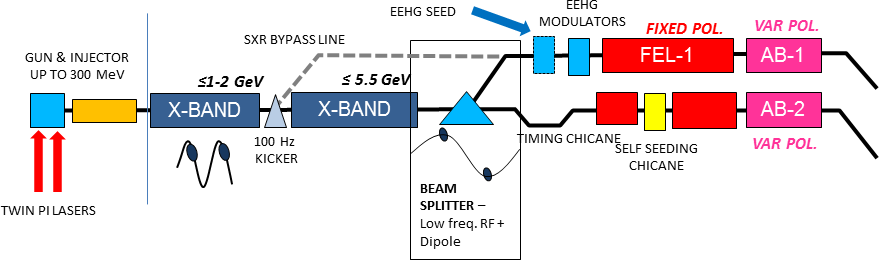 EEHG SEED
EEHG
MODULATORS
SXR BYPASS LINE
FIXED POL.
VAR POL.
GUN & INJECTOR
UP TO 300 MeV
FEL-1
AB-1
≤1-2 GeV
≤ 5.5 GeV
X-BAND
X-BAND
AB-2
100 Hz
KICKER
TIMING CHICANE
SELF SEEDING
CHICANE
VAR POL.
TWIN PI LASERS
BEAM
SPLITTER –
Low freq. RF +
Dipole